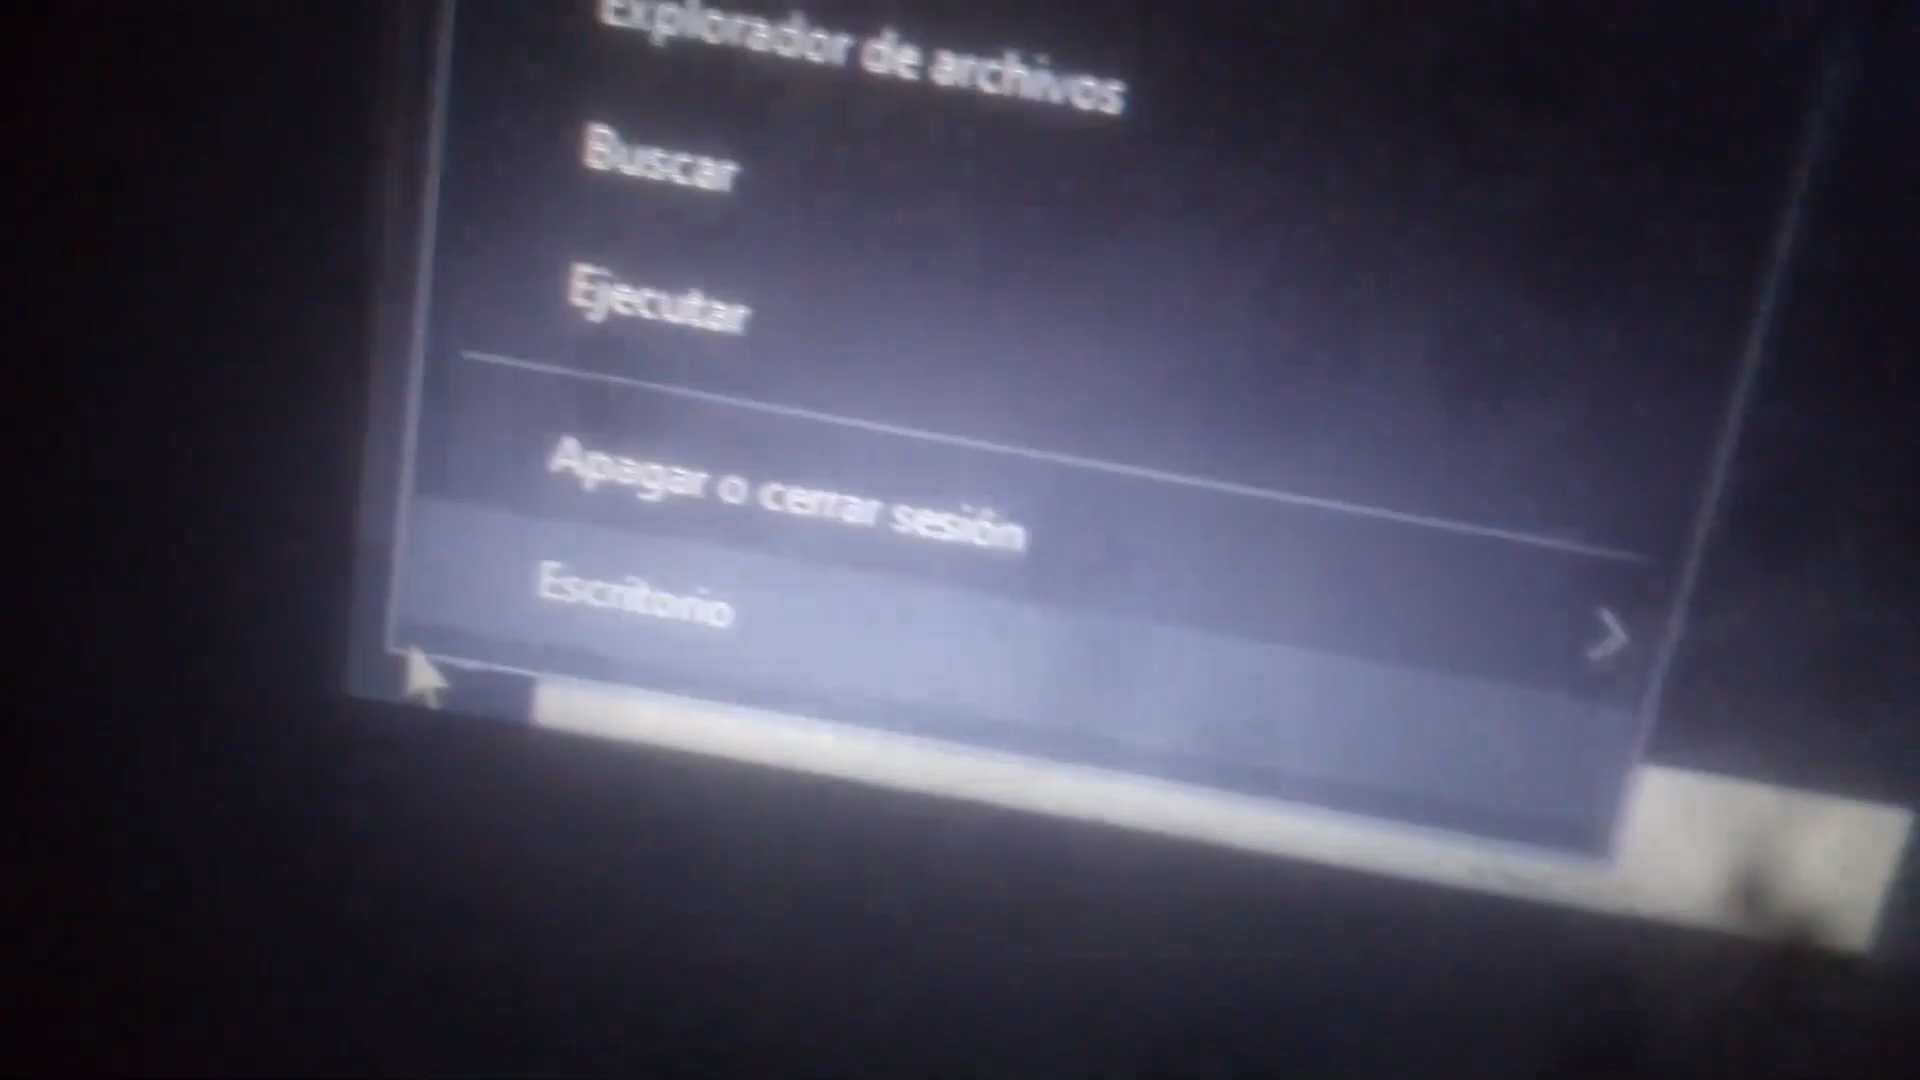 Explorador de archivos
Buscar
Ejecutar
Apagar o cerrar sesión
Escritorio